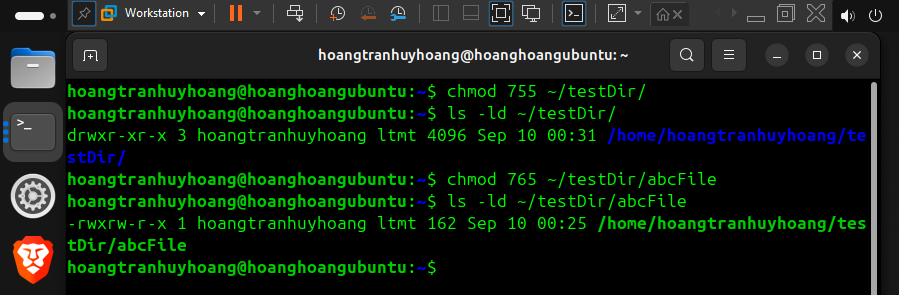 Workstation
hoangtranhuyhoang@hoanghoangubuntu: ~
hoangtranhuyhoang@hoanghoangubuntu:~$ chmod 755 ~/testDir/
hoangtranhuyhoang@hoanghoangubuntu:~$ ls -ld ~/testDir/
drwxr-xr-x 3 hoangtranhuyhoang ltmt 4096 Sep 10 00:31 /home/hoangtranhuyhoang/te
stDir/
hoangtranhuyhoang@hoanghoangubuntu:~$ chmod 765 ~/testDir/abcFile
hoangtranhuyhoang@hoanghoangubuntu:~$ ls -ld ~/testDir/abcFile
-rwxrw-r-x 1 hoangtranhuyhoang ltmt 162 Sep 10 00:25 /home/hoangtranhuyhoang/tes
tDir/abcFile
hoangtranhuyhoang@hoanghoangubuntu:~$